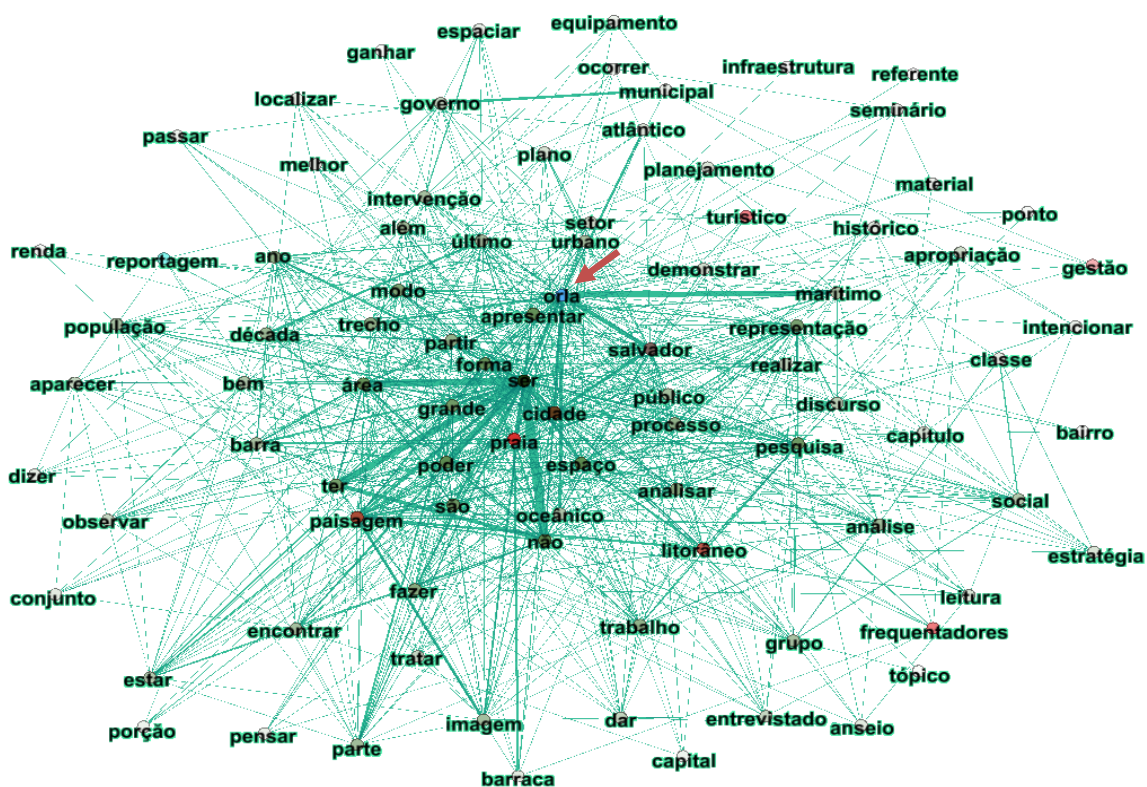 equipamento
espaciar
ganhar
ocorrer
infraestrutura
referente
localizar
governo
municipal
seminário
passar
atlântico
plano
melhor
planejamento
material
intervenção
turístico
ponto
além
setor
histórico
renda
reportagem
ano
último
urbano
demonstrar
apropriação
gestão
modo
orla
marítimo
população
década
trecho
apresentar
representação
intencionar
partir
salvador
forma
realizar
classe
aparecer
bem
área
ser
público
grande
cidade
discurso
processo
capítulo
bairro
barra
praia
pesquisa
dizer
poder
espaço
ter
analisar
social
observar
paisagem
são
oceânico
análise
não
litorâneo
estratégia
conjunto
fazer
leitura
encontrar
trabalho
grupo
frequentadores
tratar
estar
tópico
porção
pensar
parte
imagem
dar
entrevistado
anseio
capital
barraca